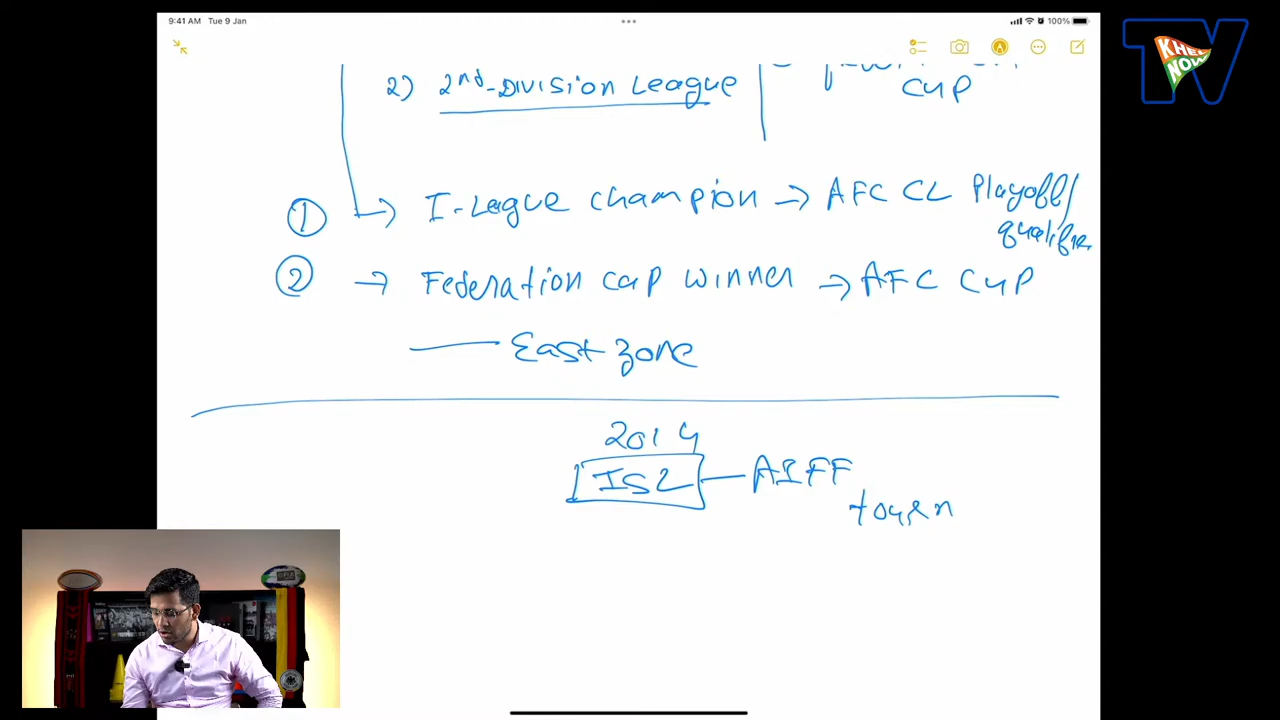 9:41 AM Tue 9 Jan
100%
KHEL NOW
TV
2) 2nd-Division League
Cup
① → I-League champion → AFC CL Playoff/
qualifier
② → Federation cup winner → AFC Cup
East zone
2014
ISL — AIFF
tourn